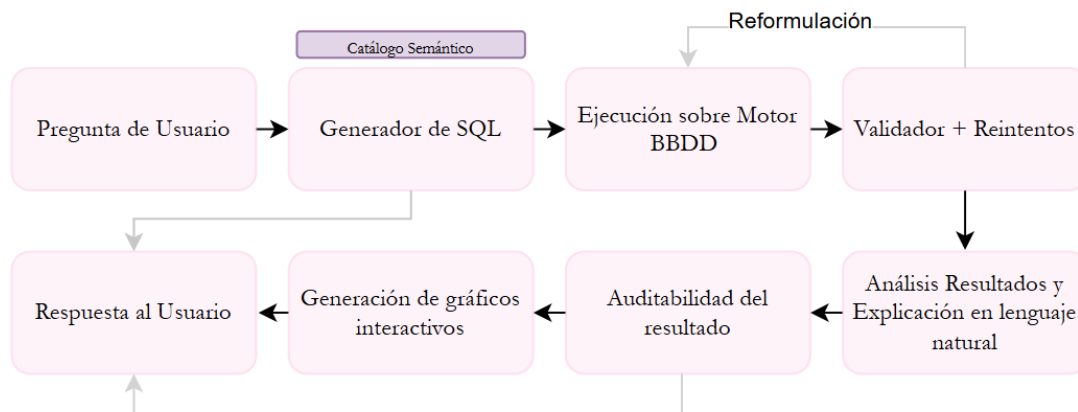 Reformulación
Catálogo Semántico
Pregunta de Usuario
Generador de SQL
Ejecución sobre Motor
BBDD
Validador + Reintentos
Respuesta al Usuario
Generación de gráficos
interactivos
Auditabilidad del
resultado
Análisis Resultados y
Explicación en lenguaje
natural